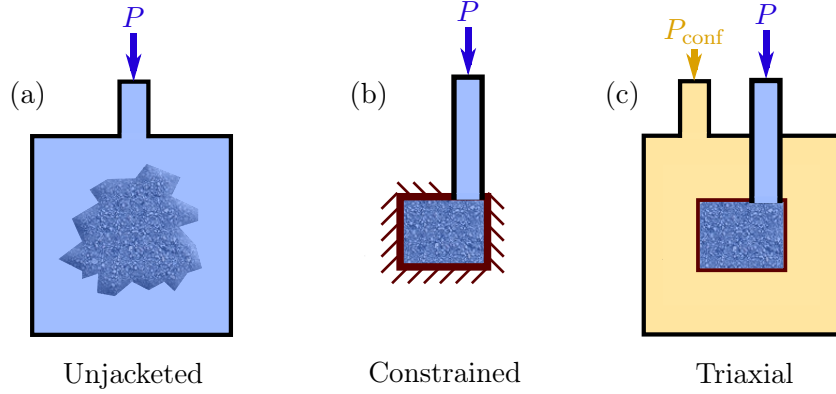 P
P
P_conf
P
(a)
(b)
(c)
Unjacketed
Constrained
Triaxial